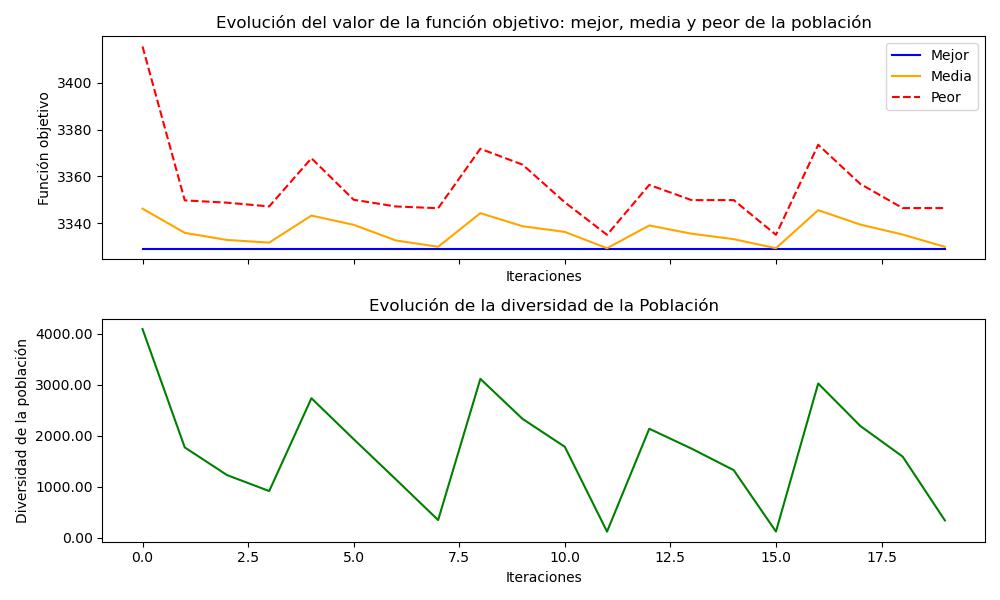 Evolución del valor de la función objetivo: mejor, media y peor de la población
Función objetivo
3400
3380
3360
3340
Mejor
Media
Peor
Iteraciones
Evolución de la diversidad de la Población
Diversidad de la población
4000.00
3000.00
2000.00
1000.00
0.00
0.0 2.5 5.0 7.5 10.0 12.5 15.0 17.5
Iteraciones